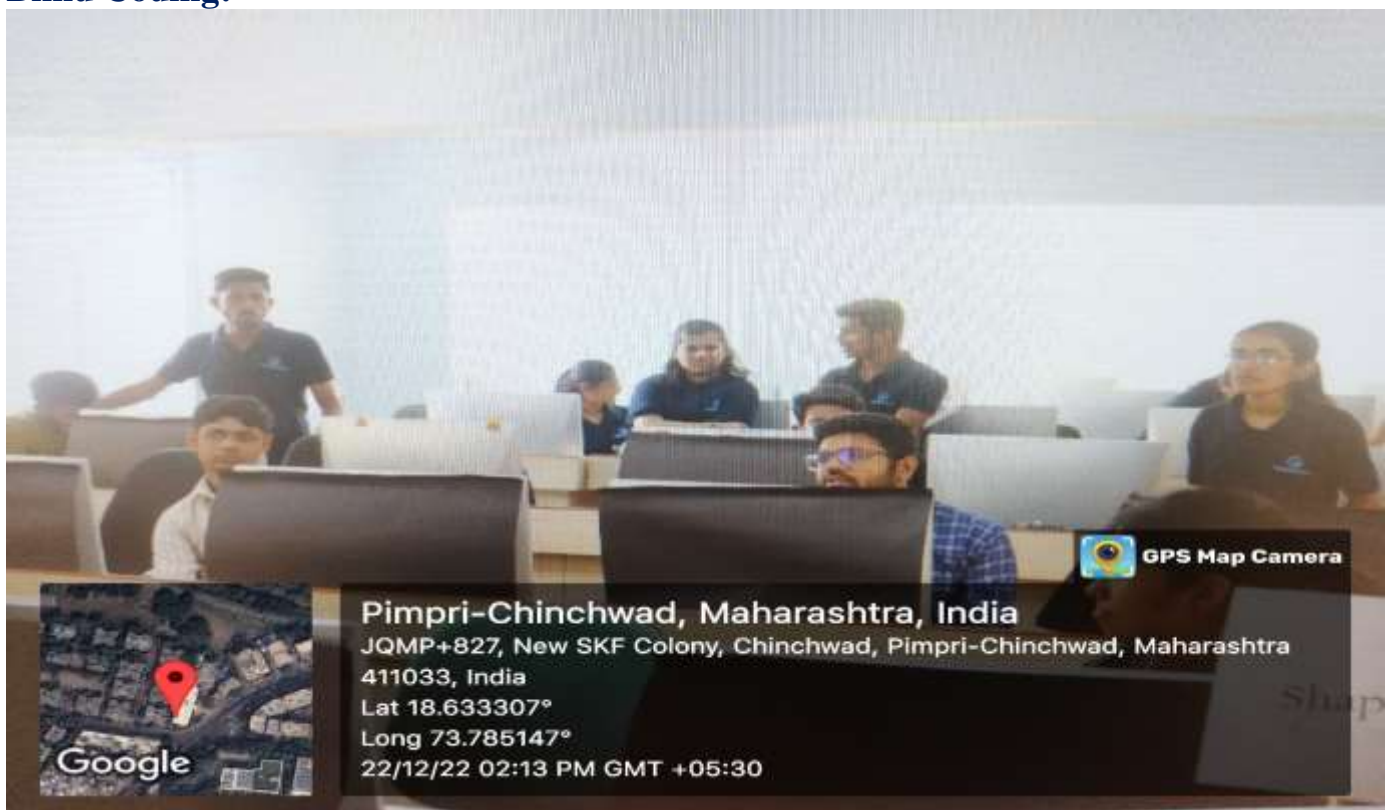 Blind Coding:
GPS Map Camera
Pimpri-Chinchwad, Maharashtra, India
JQMP+827, New SKF Colony, Chinchwad, Pimpri-Chinchwad, Maharashtra
411033, India
Lat 18.633307°
Long 73.785147°
22/12/22 02:13 PM GMT +05:30
Google
Shap